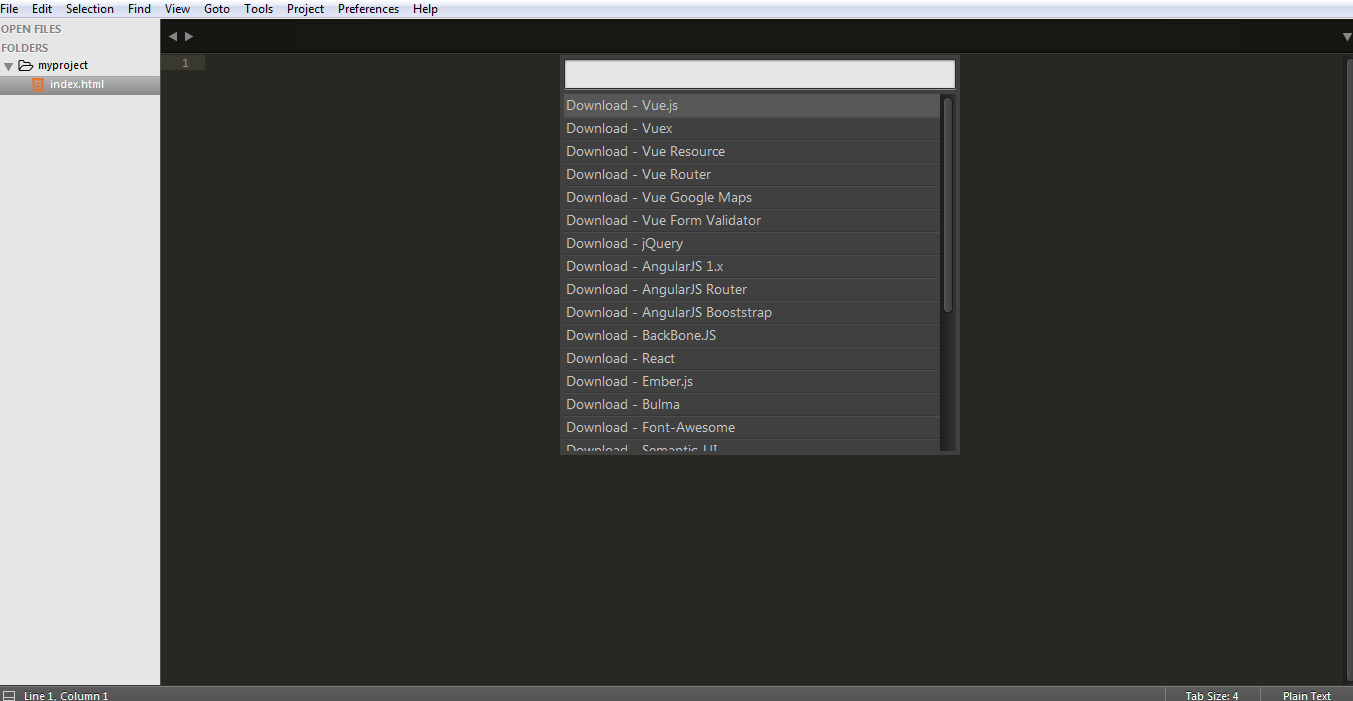 File Edit Selection Find View Goto Tools Project Preferences Help
OPEN FILES
FOLDERS
myproject
index.html
1
Download - Vue.js
Download - Vuex
Download - Vue Resource
Download - Vue Router
Download - Vue Google Maps
Download - Vue Form Validator
Download - jQuery
Download - AngularJS 1.x
Download - AngularJS Router
Download - AngularJS Booststrap
Download - BackBone.JS
Download - React
Download - Ember.js
Download - Bulma
Download - Font-Awesome
Download - Semantic-UI
Line 1, Column 1 Tab Size: 4 Plain Text